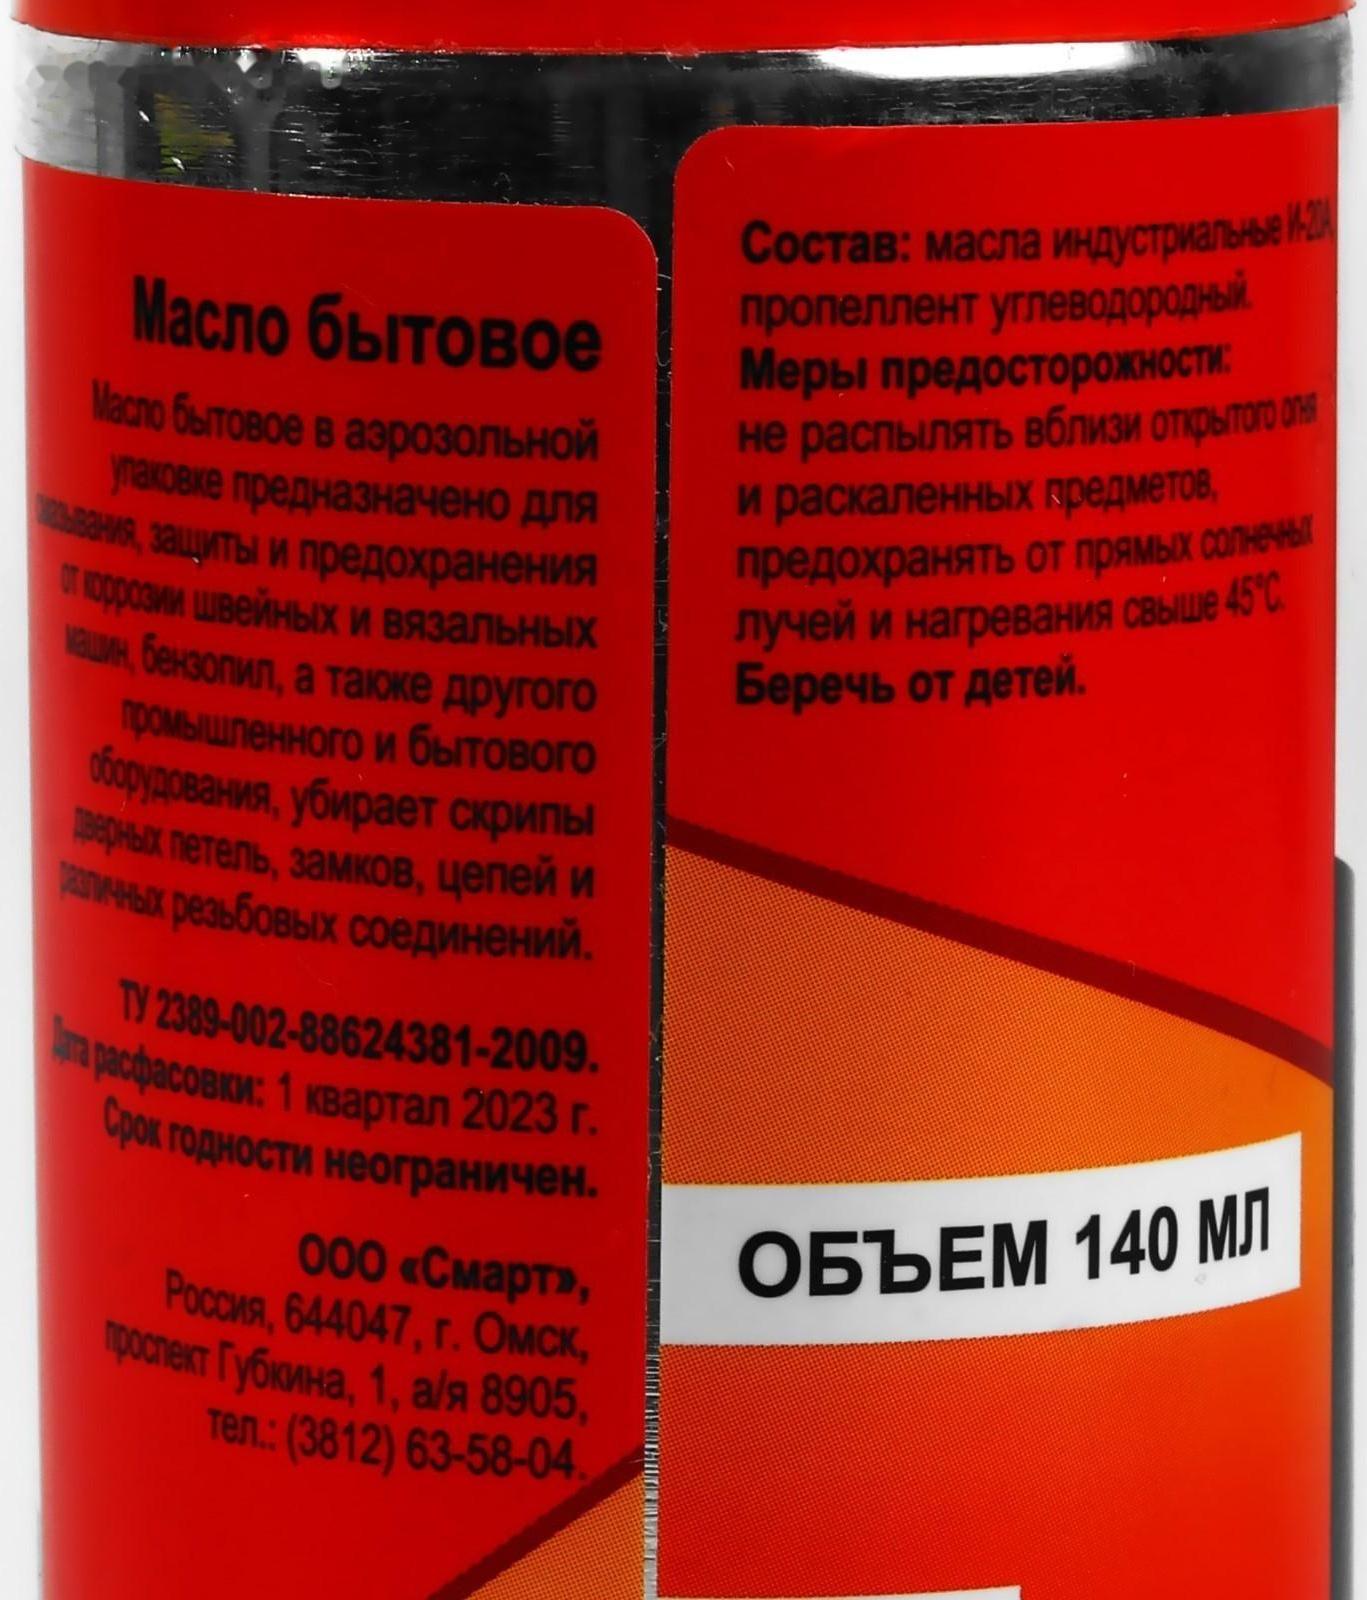 Масло бытовое
Масло бытовое в аэрозольной
упаковке предназначено для
смазывания, защиты и предохранения
от коррозии швейных и вязальных
машин, бензопил, а также другого
промышленного и бытового
оборудования, убирает скрипы
дверных петель, замков, цепей и
различных резьбовых соединений.
ТУ 2389-002-88624381-2009.
Дата расфасовки: 1 квартал 2023 г.
Срок годности неограничен.
ООО «Смарт»,
Россия, 644047, г. Омск,
проспект Губкина, 1, а/я 8905,
тел.: (3812) 63-58-04.
Состав: масла индустриальные И-20А,
пропеллент углеводородный.
Меры предосторожности:
не распылять вблизи открытого огня
и раскаленных предметов,
предохранять от прямых солнечных
лучей и нагревания свыше 45°С.
Беречь от детей.
ОБЪЕМ 140 МЛ